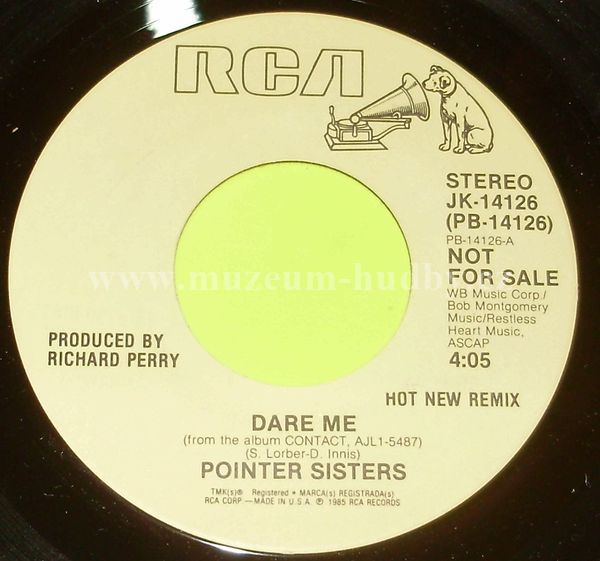 RCA
STEREO
JK-14126
(PB-14126)
PB-14126-A
NOT
FOR SALE
WB Music Corp./
Bob Montgomery
Music/Restless
Heart Music,
ASCAP
4:05
www.muzeum-hudby.cz
PRODUCED BY
RICHARD PERRY
HOT NEW REMIX
DARE ME
(from the album CONTACT, AJL1-5487)
(S. Lorber-D. Innis)
POINTER SISTERS
TMK(s)® Registered • MARCA(s) REGISTRADA(s)
RCA CORP — MADE IN U.S.A. ℗ 1985 RCA RECORDS